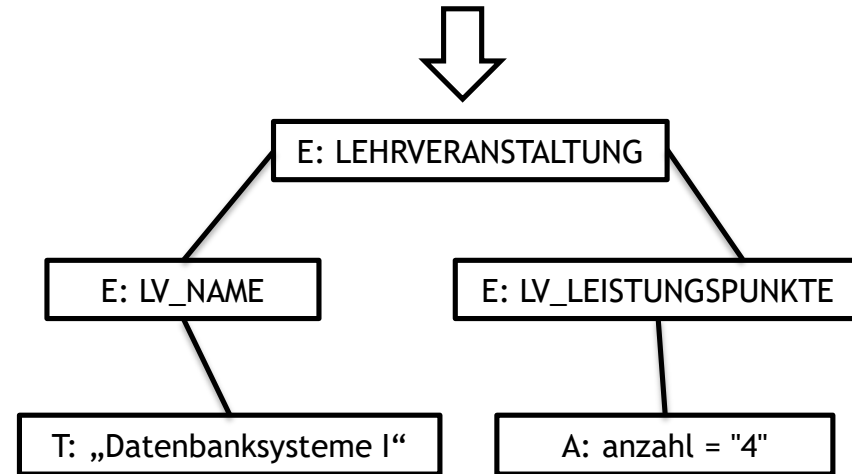 E: LEHRVERANSTALTUNG
E: LV_NAME
E: LV_LEISTUNGSPUNKTE
T: „Datenbanksysteme I“
A: anzahl = "4"